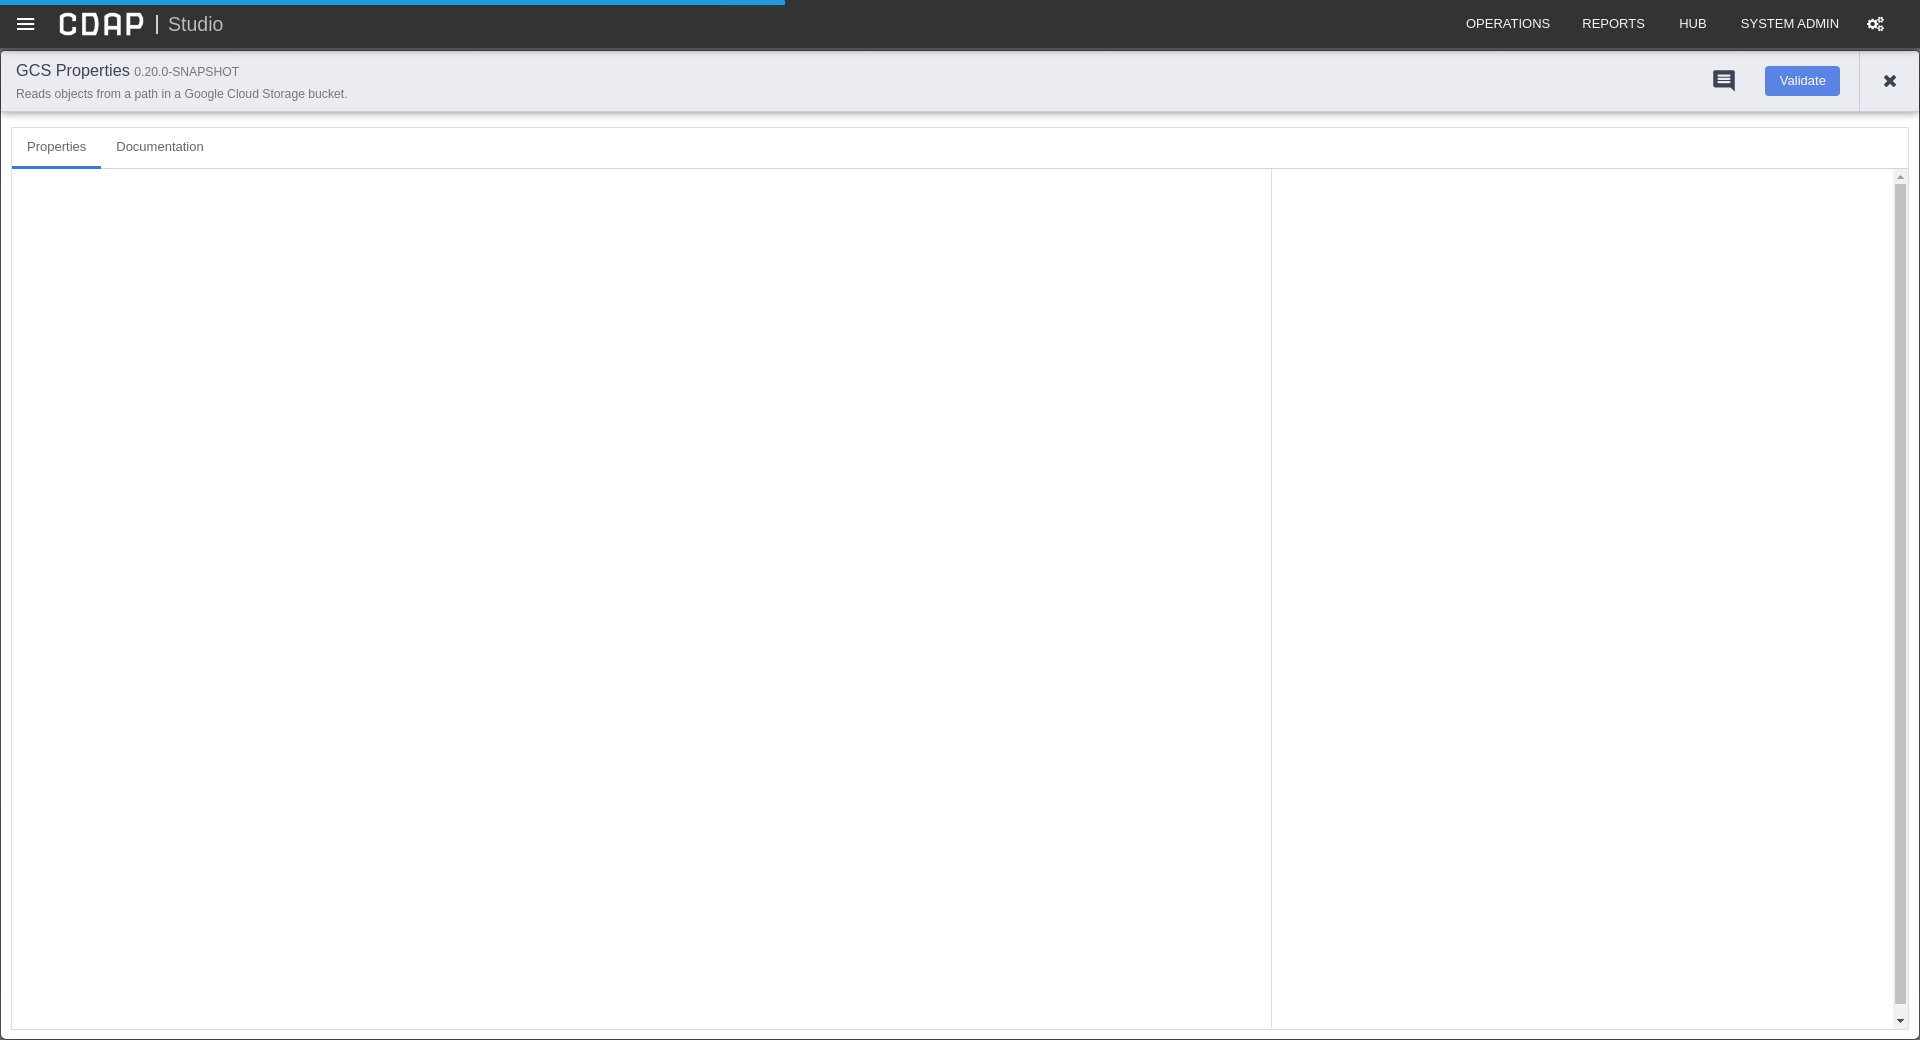 CDAP | Studio OPERATIONS REPORTS HUB SYSTEM ADMIN
GCS Properties 0.20.0-SNAPSHOT
Reads objects from a path in a Google Cloud Storage bucket.
Validate
Properties Documentation